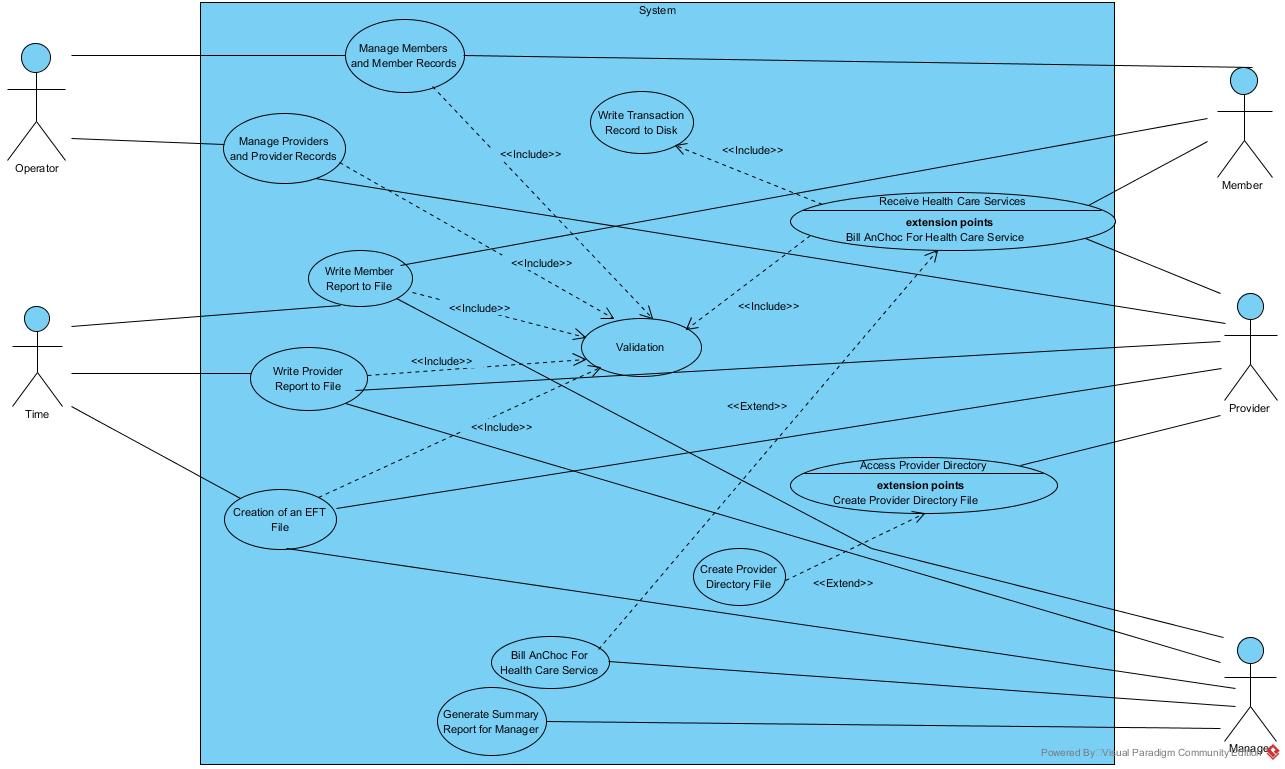 System
Manage Members
and Member Records
Write Transaction
Record to Disk
Manage Providers
and Provider Records
<<Include>>
<<Include>>
Operator
Member
Receive Health Care Services
extension points
Bill AnChoc For Health Care Service
Write Member
Report to File
<<Include>>
<<Include>>
<<Include>>
Validation
Write Provider
Report to File
<<Include>>
Time
Provider
<<Extend>>
<<Include>>
Access Provider Directory
extension points
Create Provider Directory File
Creation of an EFT
File
Create Provider
Directory File
<<Extend>>
Bill AnChoc For
Health Care Service
Generate Summary
Report for Manager
Manager
Powered By Visual Paradigm Community Edition